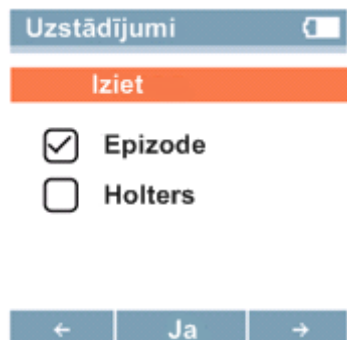 Uzstādījumi
Iziet
Epizode
Holters
← Ja →